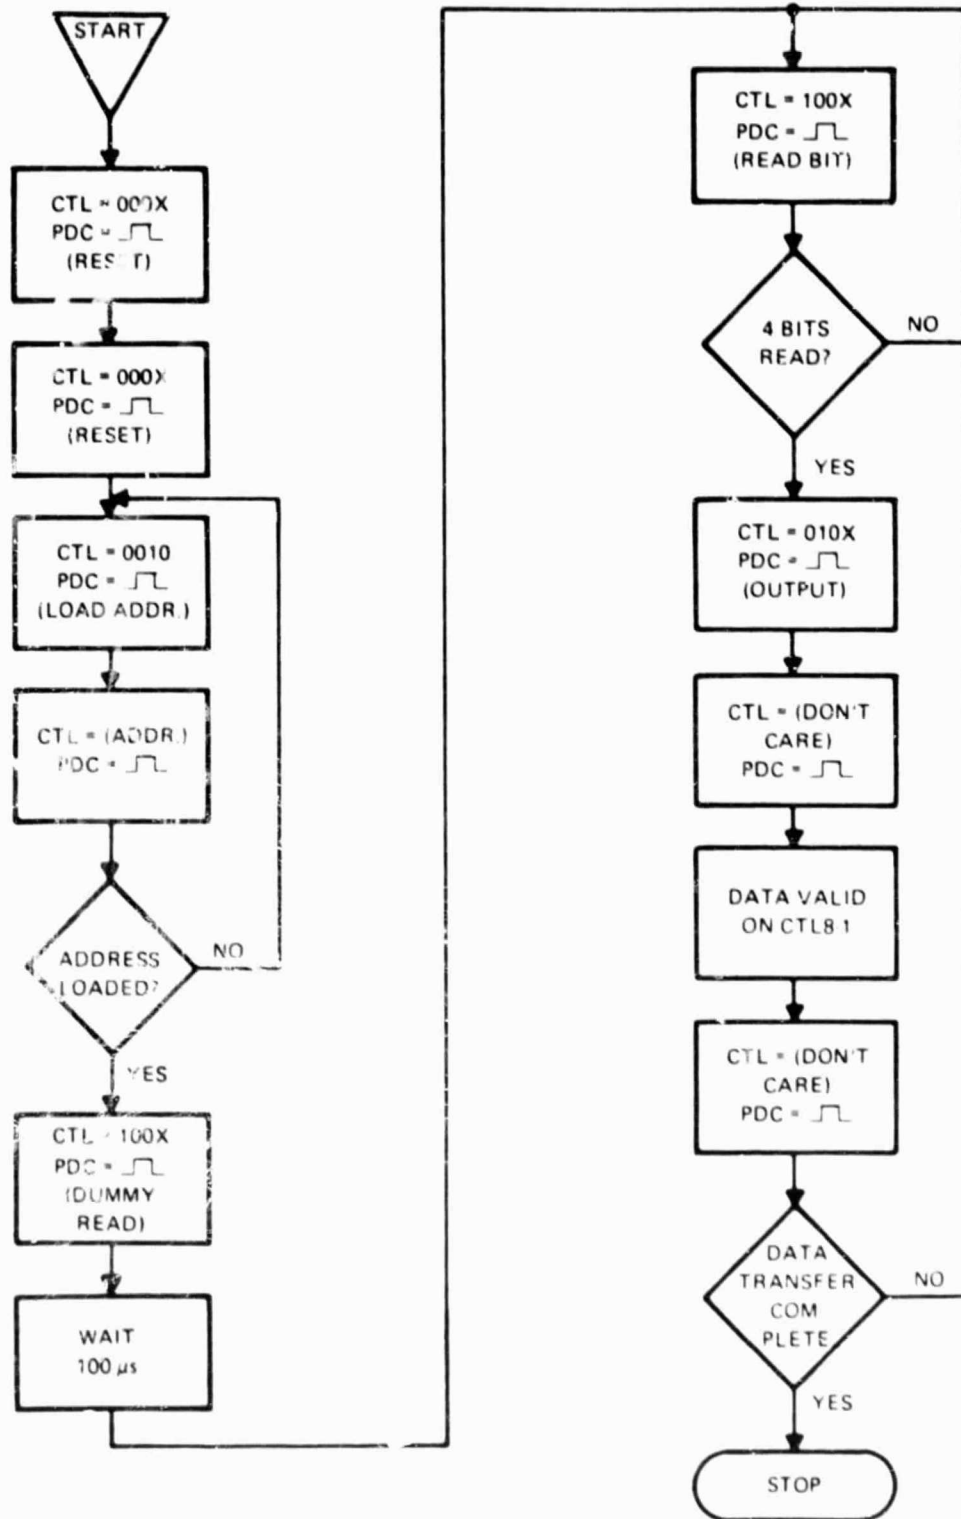 START
CTL = 000X
PDC =
(RESET)
CTL = 000X
PDC =
(RESET)
CTL = 0010
PDC =
(LOAD ADDR.)
CTL = (ADDR.)
PDC =
ADDRESS
LOADED?
NO
YES
CTL = 100X
PDC =
(DUMMY
READ)
WAIT
100 µs
CTL = 100X
PDC =
(READ BIT)
4 BITS
READ?
NO
YES
CTL = 010X
PDC =
(OUTPUT)
CTL = (DON'T
CARE)
PDC =
DATA VALID
ON CTL8 1
CTL = (DON'T
CARE)
PDC =
DATA
TRANSFER
COM
PLETE
NO
YES
STOP